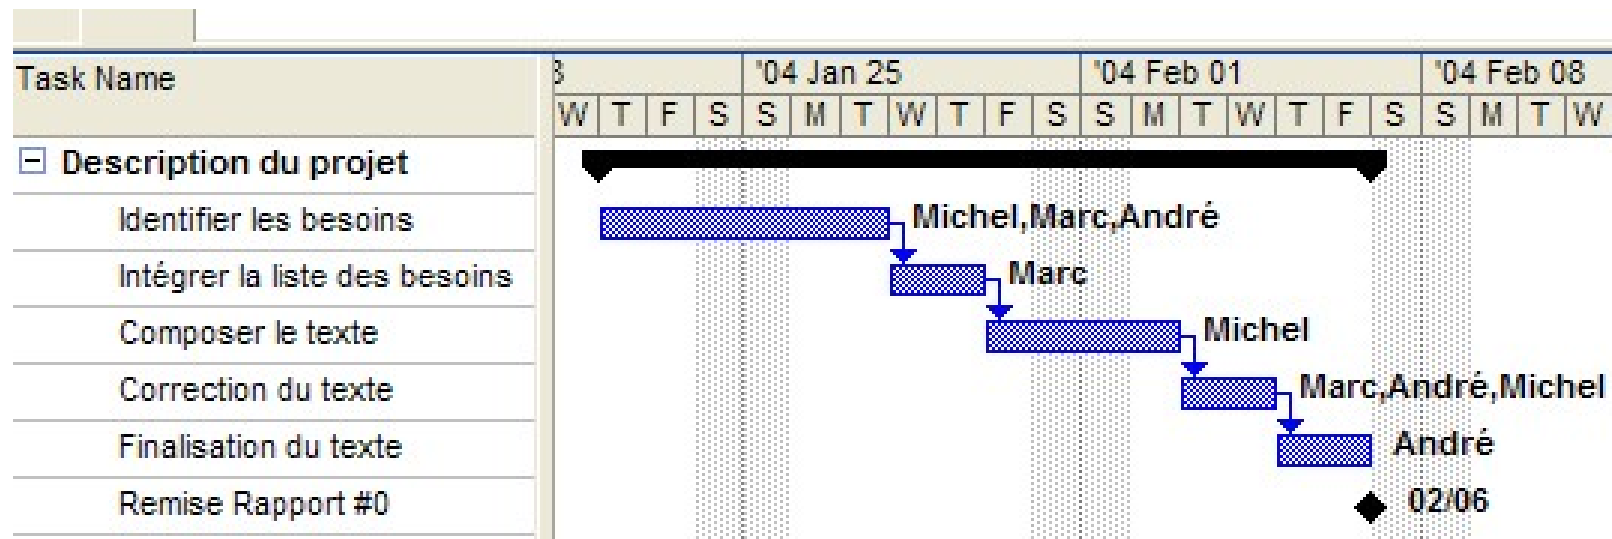 Task Name '04 Jan 25 '04 Feb 01 '04 Feb 08
W T F S S M T W T F S S M T W T F S S M T W
Description du projet
Identifier les besoins Michel,Marc,André
Intégrer la liste des besoins Marc
Composer le texte Michel
Correction du texte Marc,André,Michel
Finalisation du texte André
Remise Rapport #0 02/06